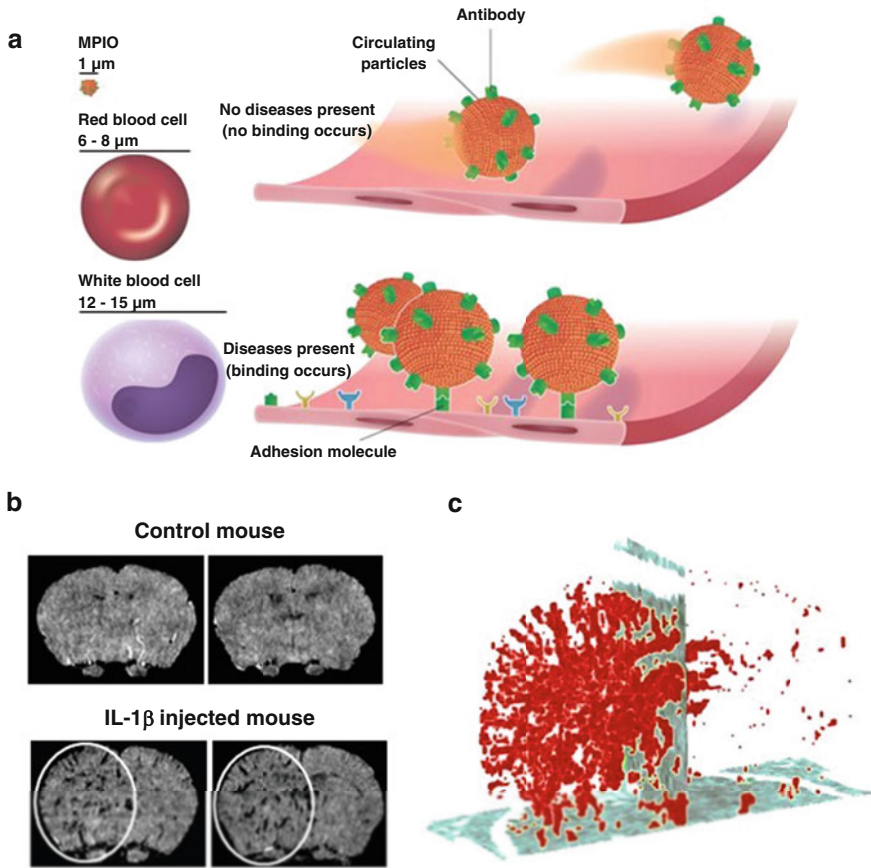 a
MPIO
1 µm
Red blood cell
6 - 8 µm
White blood cell
12 - 15 µm
Antibody
Circulating
particles
No diseases present
(no binding occurs)
Diseases present
(binding occurs)
Adhesion molecule
b
Control mouse
IL-1β injected mouse
c